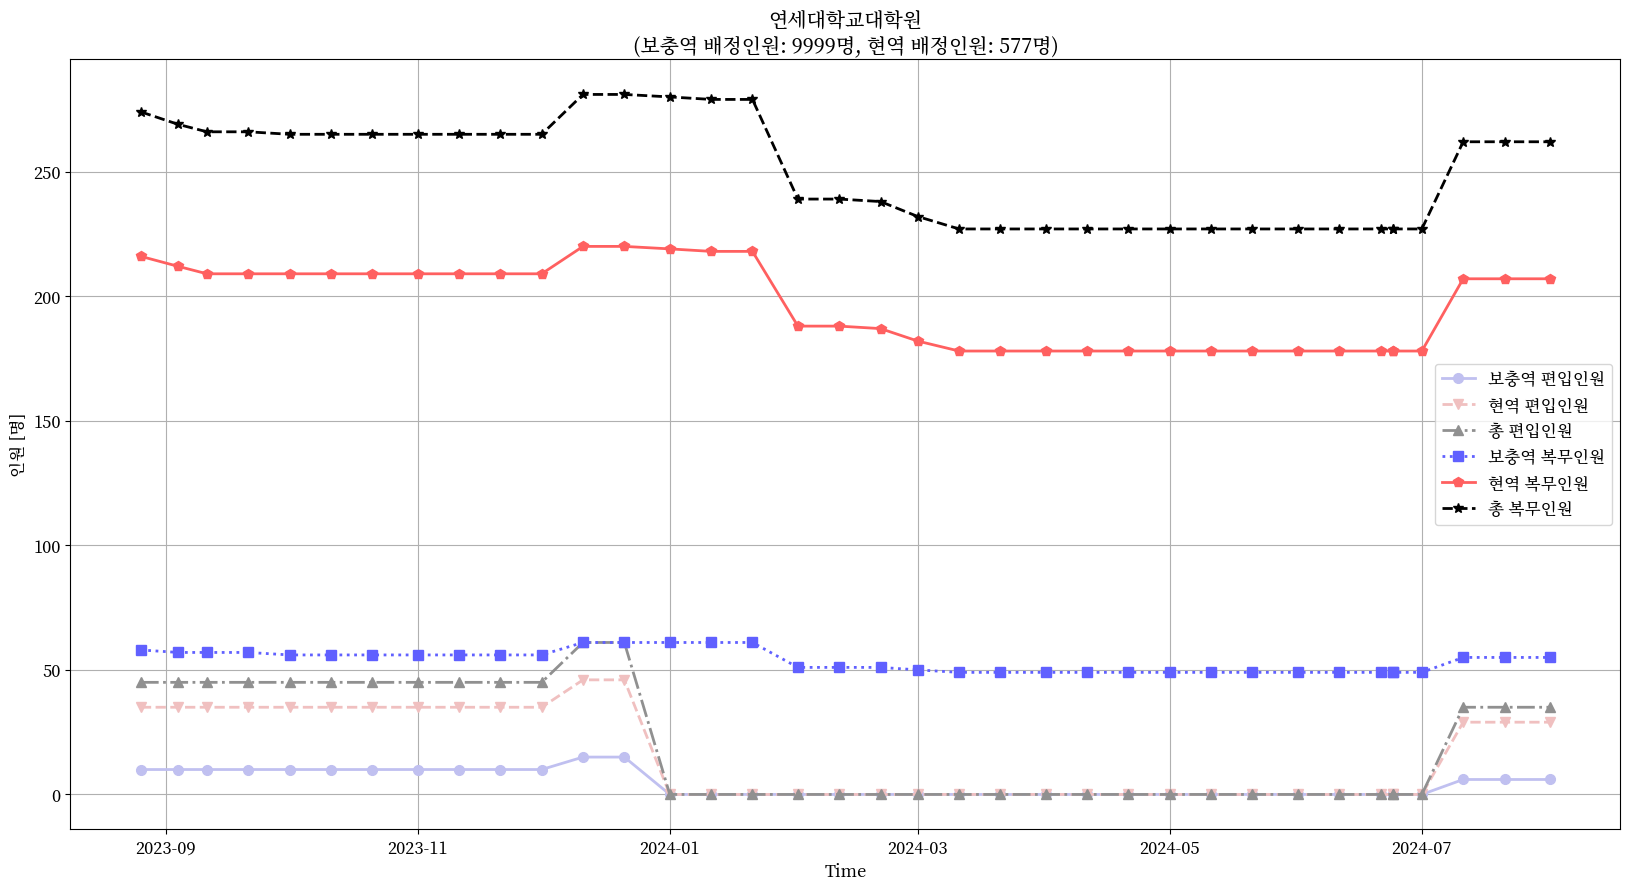 연세대학교대학원
(보충역 배정인원: 9999명, 현역 배정인원: 577명)
인원 [명]
250
200
150
100
50
0
보충역 편입인원
현역 편입인원
총 편입인원
보충역 복무인원
현역 복무인원
총 복무인원
2023-09
2023-11
2024-01
2024-03
2024-05
2024-07
Time